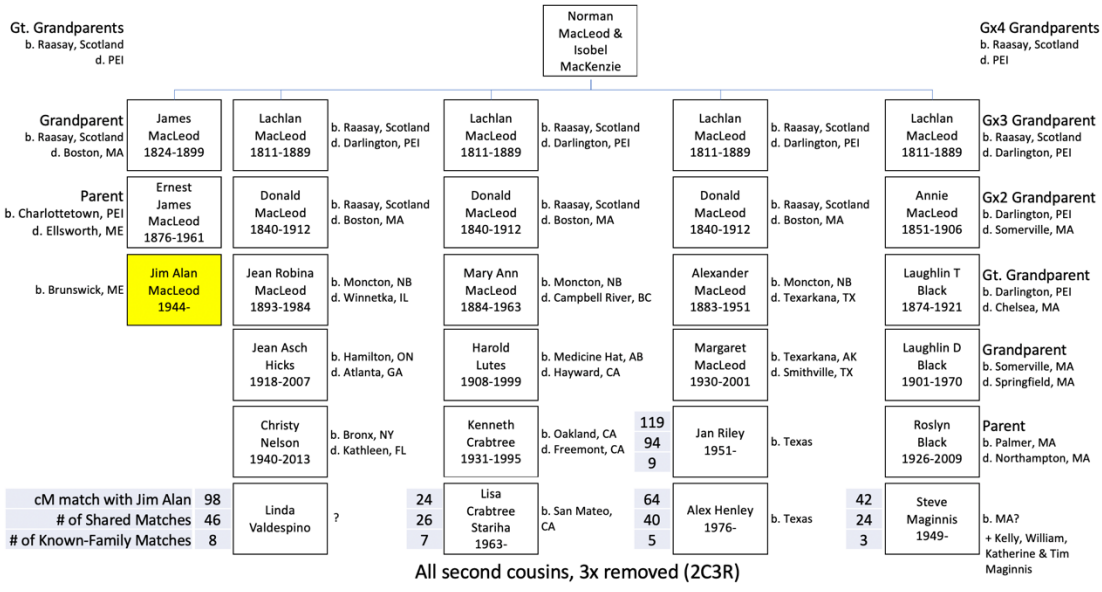 Norman
MacLeod &
Isobel
MacKenzie
Gt. Grandparents
b. Raasay, Scotland
d. PEI
Gx4 Grandparents
b. Raasay, Scotland
d. PEI
Grandparent
b. Raasay, Scotland
d. Boston, MA
James
MacLeod
1824-1899
Lachlan
MacLeod
1811-1889
b. Raasay, Scotland
d. Darlington, PEI
Lachlan
MacLeod
1811-1889
b. Raasay, Scotland
d. Darlington, PEI
Lachlan
MacLeod
1811-1889
b. Raasay, Scotland
d. Darlington, PEI
Lachlan
MacLeod
1811-1889
Gx3 Grandparent
b. Raasay, Scotland
d. Darlington, PEI
Parent
b. Charlottetown, PEI
d. Ellsworth, ME
Ernest
James
MacLeod
1876-1961
Donald
MacLeod
1840-1912
b. Raasay, Scotland
d. Boston, MA
Donald
MacLeod
1840-1912
b. Raasay, Scotland
d. Boston, MA
Donald
MacLeod
1840-1912
b. Raasay, Scotland
d. Boston, MA
Annie
MacLeod
1851-1906
Gx2 Grandparent
b. Darlington, PEI
d. Somerville, MA
b. Brunswick, ME
Jim Alan
MacLeod
1944-
Jean Robina
MacLeod
1893-1984
b. Moncton, NB
d. Winnetka, IL
Mary Ann
MacLeod
1884-1963
b. Moncton, NB
d. Campbell River, BC
Alexander
MacLeod
1883-1951
b. Moncton, NB
d. Texarkana, TX
Laughlin T
Black
1874-1921
Gt. Grandparent
b. Darlington, PEI
d. Chelsea, MA
Jean Asch
Hicks
1918-2007
b. Hamilton, ON
d. Atlanta, GA
Harold
Lutes
1908-1999
b. Medicine Hat, AB
d. Hayward, CA
Margaret
MacLeod
1930-2001
b. Texarkana, AK
d. Smithville, TX
Laughlin D
Black
1901-1970
Grandparent
b. Somerville, MA
d. Springfield, MA
Christy
Nelson
1940-2013
b. Bronx, NY
d. Kathleen, FL
Kenneth
Crabtree
1931-1995
b. Oakland, CA
d. Freemont, CA
119
94
9
Jan Riley
1951-
b. Texas
Roslyn
Black
1926-2009
Parent
b. Palmer, MA
d. Northampton, MA
cM match with Jim Alan 98
# of Shared Matches 46
# of Known-Family Matches 8
Linda
Valdespino
?
24
26
7
Lisa
Crabtree
Stariha
1963-
b. San Mateo,
CA
64
40
5
Alex Henley
1976-
b. Texas
42
24
3
Steve
Maginnis
1949-
b. MA?
+ Kelly, William,
Katherine & Tim
Maginnis
All second cousins, 3x removed (2C3R)